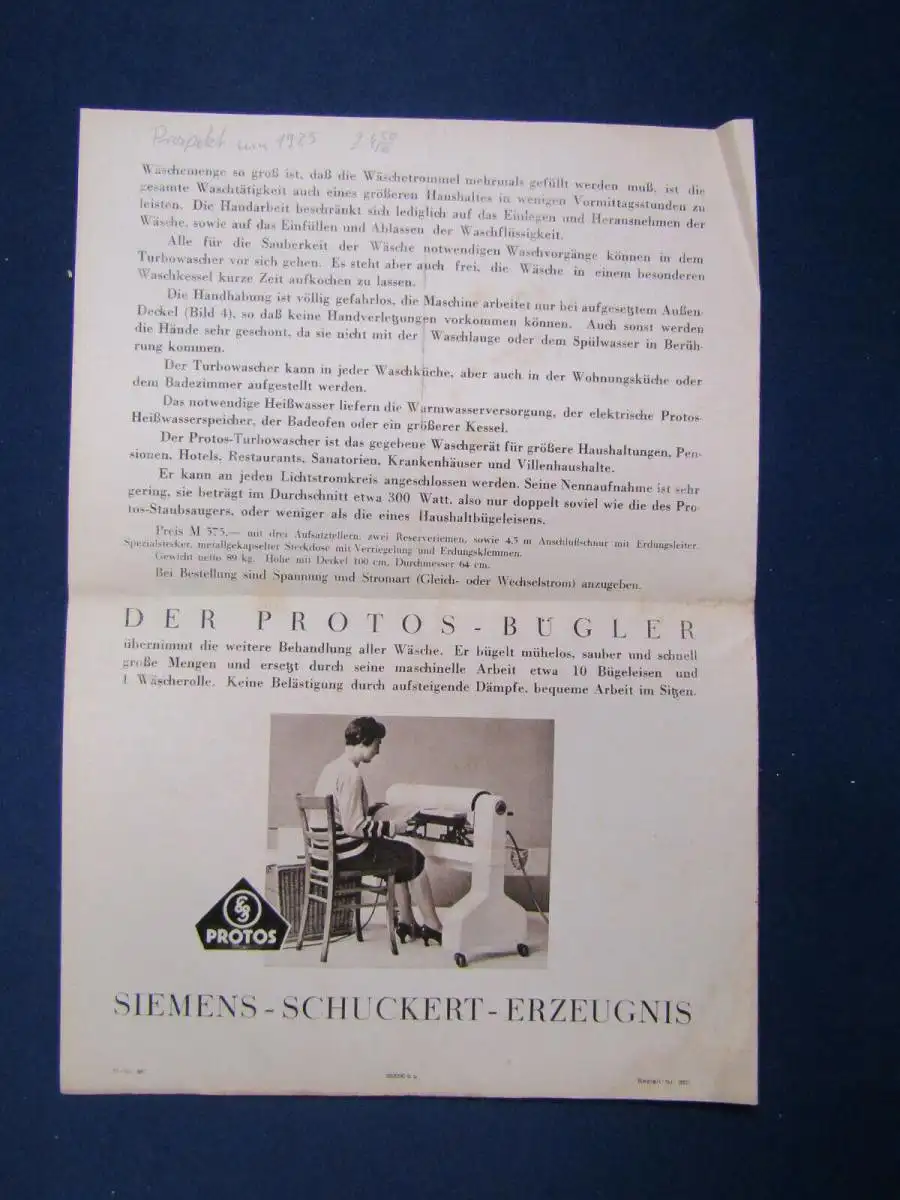 Prospekt um 1925
Wäschemenge so groß ist, daß die Wäschetrommel mehrmals gefüllt werden muß, ist die
gesamte Waschtätigkeit auch eines größeren Haushaltes in wenigen Vormittagsstunden zu
leisten. Die Handarbeit beschränkt sich lediglich auf das Einlegen und Herausnehmen der
Wäsche, sowie auf das Einfüllen und Ablassen der Waschflüssigkeit.
Alle für die Sauberkeit der Wäsche notwendigen Waschvorgänge können in dem
Turbowascher vor sich gehen. Es steht aber auch frei, die Wäsche in einem besonderen
Waschkessel kurze Zeit aufkochen zu lassen.
Die Handhabung ist völlig gefahrlos, die Maschine arbeitet nur bei aufgesetztem Außen-
Deckel (Bild 4), so daß keine Handverletzungen vorkommen können. Auch sonst werden
die Hände sehr geschont, da sie nicht mit der Waschlauge oder dem Spülwasser in Berüh-
rung kommen.
Der Turbowascher kann in jeder Waschküche, aber auch in der Wohnungsküche oder
dem Badezimmer aufgestellt werden.
Das notwendige Heißwasser liefern die Warmwasserversorgung, der elektrische Protos-
Heißwasserspeicher, der Badeofen oder ein größerer Kessel.
Der Protos-Turbowascher ist das gegebene Waschgerät für größere Haushaltungen, Pen-
sionen, Hotels, Restaurants, Sanatorien, Krankenhäuser und Villenhaushalte.
Er kann an jeden Lichtstromkreis angeschlossen werden. Seine Nennaufnahme ist sehr
gering, sie beträgt im Durchschnitt etwa 300 Watt, also nur doppelt soviel wie die des Pro-
tos-Staubsaugers, oder weniger als die eines Haushaltbügeleisens.
Preis M 575,— mit drei Aufsatztellern, zwei Reserveriemen, sowie 4,5 m Anschlußschnur mit Erdungsleiter,
Spezialstecker, metallgekapselter Steckdose mit Verriegelung und Erdungsklemmen.
Gewicht netto 89 kg. Höhe mit Deckel 100 cm, Durchmesser 64 cm.
Bei Bestellung sind Spannung und Stromart (Gleich- oder Wechselstrom) anzugeben.
DER PROTOS-BÜGLER
übernimmt die weitere Behandlung aller Wäsche. Er bügelt mühelos, sauber und schnell
große Mengen und ersetzt durch seine maschinelle Arbeit etwa 10 Bügeleisen und
1 Wäscherolle. Keine Belästigung durch aufsteigende Dämpfe, bequeme Arbeit im Sitzen.
PROTOS
SIEMENS-SCHUCKERT-ERZEUGNIS